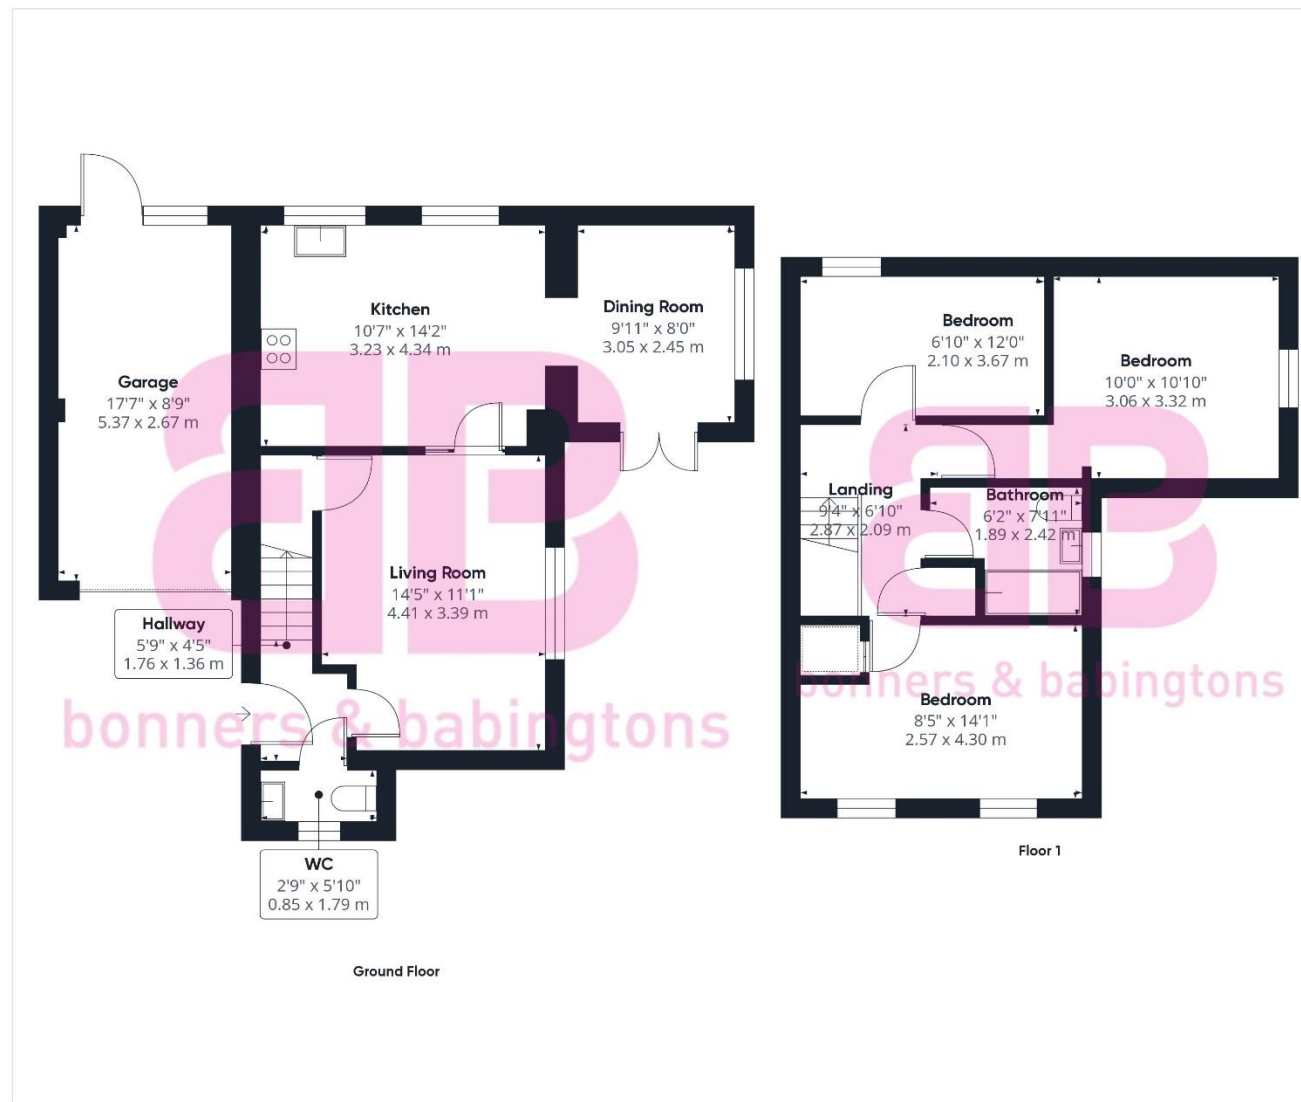 Kitchen
10'7" x 14'2"
3.23 x 4.34 m
Dining Room
9'11" x 8'0"
3.05 x 2.45 m
Garage
17'7" x 8'9"
5.37 x 2.67 m
Living Room
14'5" x 11'1"
4.41 x 3.39 m
Hallway
5'9" x 4'5"
1.76 x 1.36 m
WC
2'9" x 5'10"
0.85 x 1.79 m
Ground Floor
bonners & babingtons
Bedroom
6'10" x 12'0"
2.10 x 3.67 m
Bedroom
10'0" x 10'10"
3.06 x 3.32 m
Landing
9'4" x 6'10"
2.87 x 2.09 m
Bathroom
6'2" x 7'11"
1.89 x 2.42 m
Bedroom
8'5" x 14'1"
2.57 x 4.30 m
Floor 1
bonners & babingtons